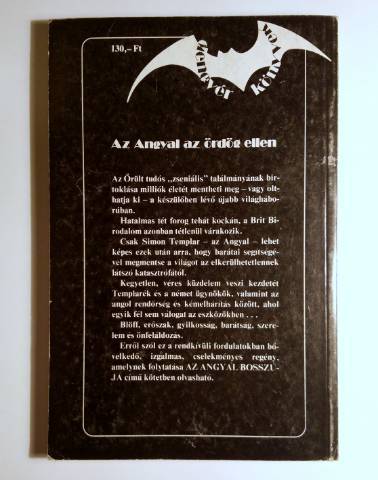 130,– Ft
denevér könyvek
Az Angyal az ördög ellen
Az Őrült tudós „zseniális” találmányának bir-
toklása milliók életét mentheti meg – vagy olt-
hatja ki – a készülőben lévő újabb világhábo-
rúban.
Hatalmas tét forog tehát kockán, a Brit Bi-
rodalom azonban tétlenül várakozik.
Csak Simon Templar – az Angyal – lehet
képes ezek után arra, hogy barátai segítségé-
vel megmentse a világot az elkerülhetetlennek
látszó katasztrófától.
Kegyetlen, véres küzdelem veszi kezdetét
Templarék és a német ügynökök, valamint az
angol rendőrség és kémelhárítás között, ahol
egyik fél sem válogat az eszközökben . . .
Blöff, erőszak, gyilkosság, barátság, szere-
lem és önfeláldozás.
Erről szól ez a rendkívüli fordulatokban bő-
velkedő, izgalmas, cselekményes regény,
amelynek folytatása AZ ANGYAL BOSSZÚ-
JA című kötetben olvasható.